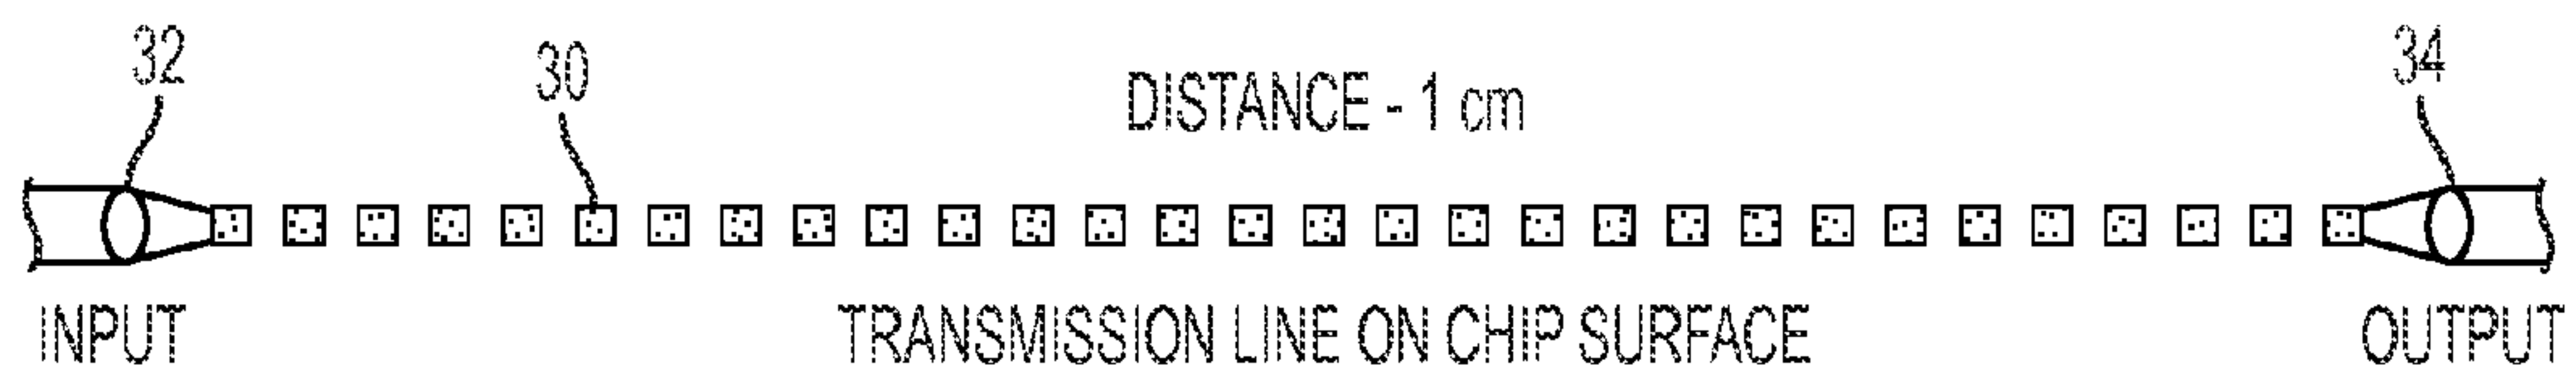 32
30
DISTANCE - 1 cm
34
INPUT
TRANSMISSION LINE ON CHIP SURFACE
OUTPUT